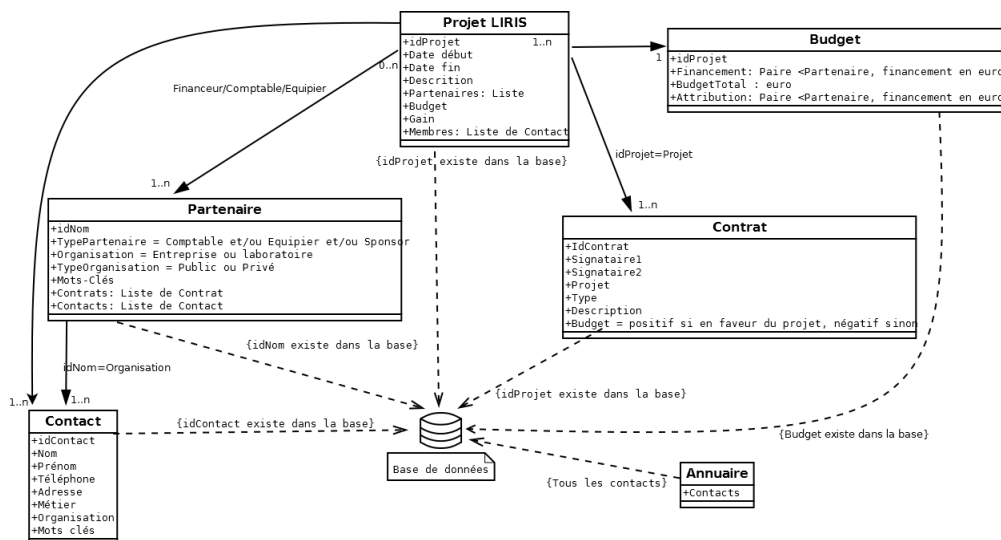 Projet LIRIS
+idProjet
+Date début
+Date fin
+Descrition
+Partenaires: Liste
+Budget
+Gain
+Membres: Liste de Contact
1..n
0..n
1
Budget
+idProjet
+Financement: Paire <Partenaire, financement en euro
+BudgetTotal : euro
+Attribution: Paire <Partenaire, financement en euro
Financeur/Comptable/Equipier
{idProjet existe dans la base}
idProjet=Projet
1..n
1..n
Partenaire
+idNom
+TypePartenaire = Comptable et/ou Equipier et/ou Sponsor
+Organisation = Entreprise ou laboratoire
+TypeOrganisation = Public ou Privé
+Mots-Clés
+Contrats: Liste de Contrat
+Contacts: Liste de Contact
Contrat
+IdContrat
+Signataire1
+Signataire2
+Projet
+Type
+Description
+Budget = positif si en faveur du projet, négatif sinon
{idNom existe dans la base}
idNom=Organisation
{idProjet existe dans la base}
1..n
1..n
Contact
+idContact
+Nom
+Prénom
+Téléphone
+Adresse
+Métier
+Organisation
+Mots clés
{idContact existe dans la base}
{Budget existe dans la base}
Base de données
{Tous les contacts}
Annuaire
+Contacts